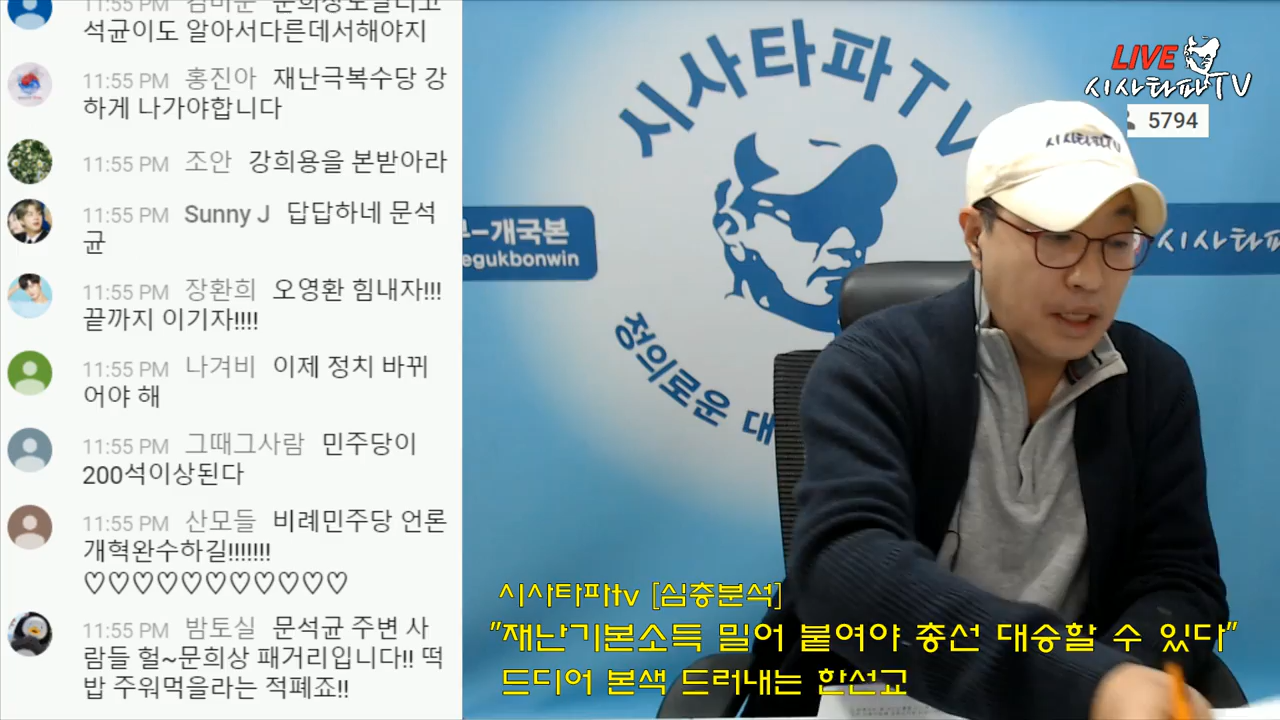 석균이도 알아서다른데서해야지
11:55 PM 홍진아 재난극복수당 강
하게 나가야합니다
11:55 PM 조안 강희용을 본받아라
11:55 PM Sunny J 답답하네 문석
균
11:55 PM 장환희 오영환 힘내자!!!
끝까지 이기자!!!!
11:55 PM 나겨비 이제 정치 바뀌
어야 해
11:55 PM 그때그사람 민주당이
200석이상된다
11:55 PM 산모들 비례민주당 언론
개혁완수하길!!!!!!!
♡♡♡♡♡♡♡♡♡♡♡
11:55 PM 밤토실 문석균 주변 사
람들 헐~문희상 패거리입니다!! 떡
밥 주워먹을라는 적폐죠!!
시사타파TV
정의로운 대
-개국본
egukbonwin
LIVE
시사타파TV
5794
시사타파TV
시사타파
시사타파tv [심층분석]
"재난기본소득 밀어 붙여야 총선 대승할 수 있다"
드디어 본색 드러내는 한선교